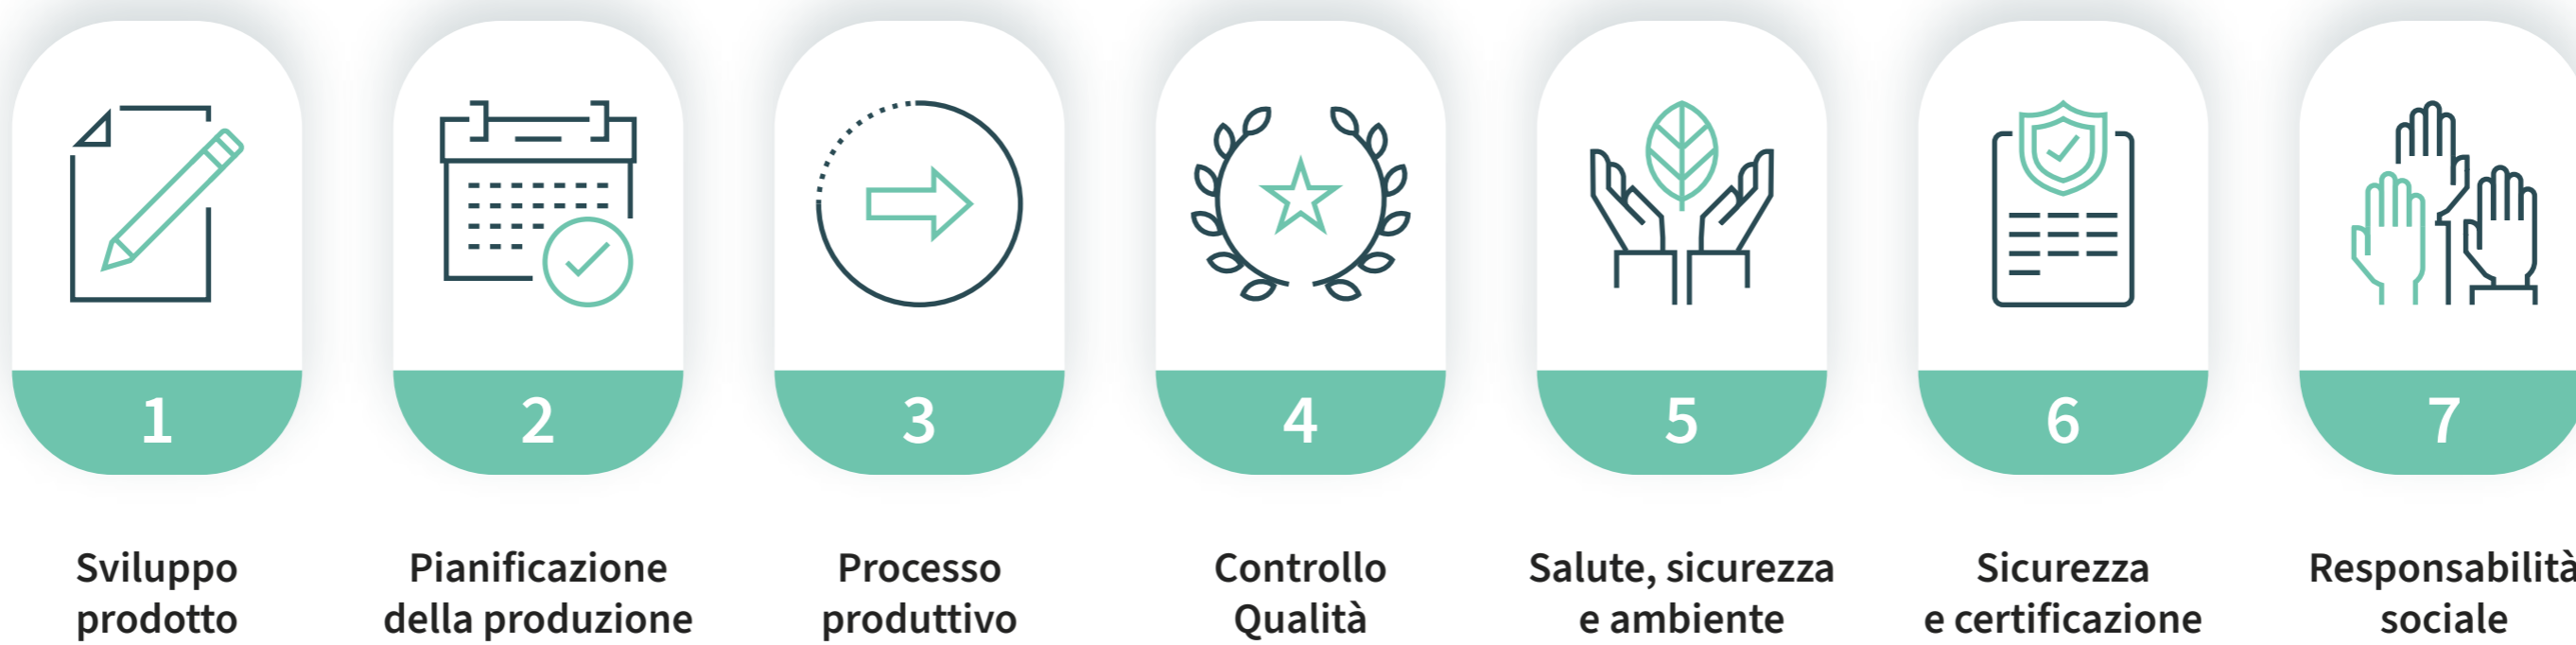 1
Sviluppo
prodotto
2
Pianificazione
della produzione
3
Processo
produttivo
4
Controllo
Qualità
5
Salute, sicurezza
e ambiente
6
Sicurezza
e certificazione
7
Responsabilità
sociale